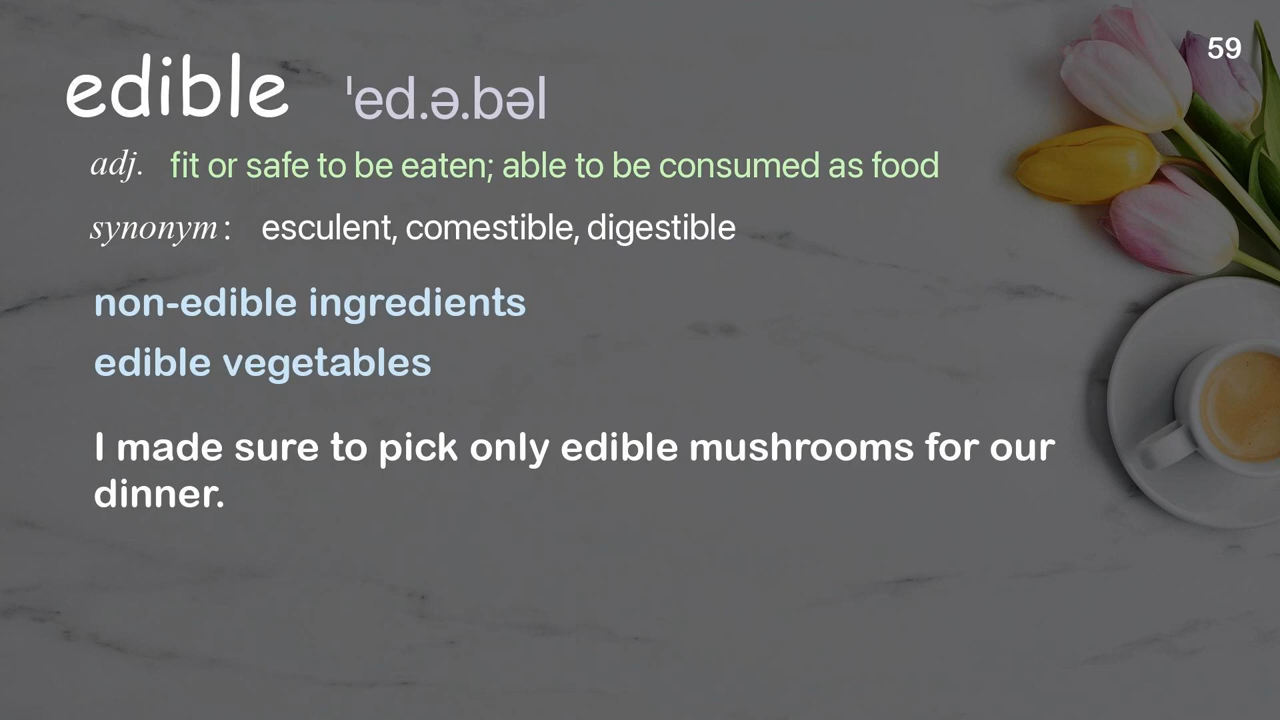 59
edible ˈed.ə.bəl
adj. fit or safe to be eaten; able to be consumed as food
synonym: esculent, comestible, digestible
non-edible ingredients
edible vegetables
I made sure to pick only edible mushrooms for our
dinner.